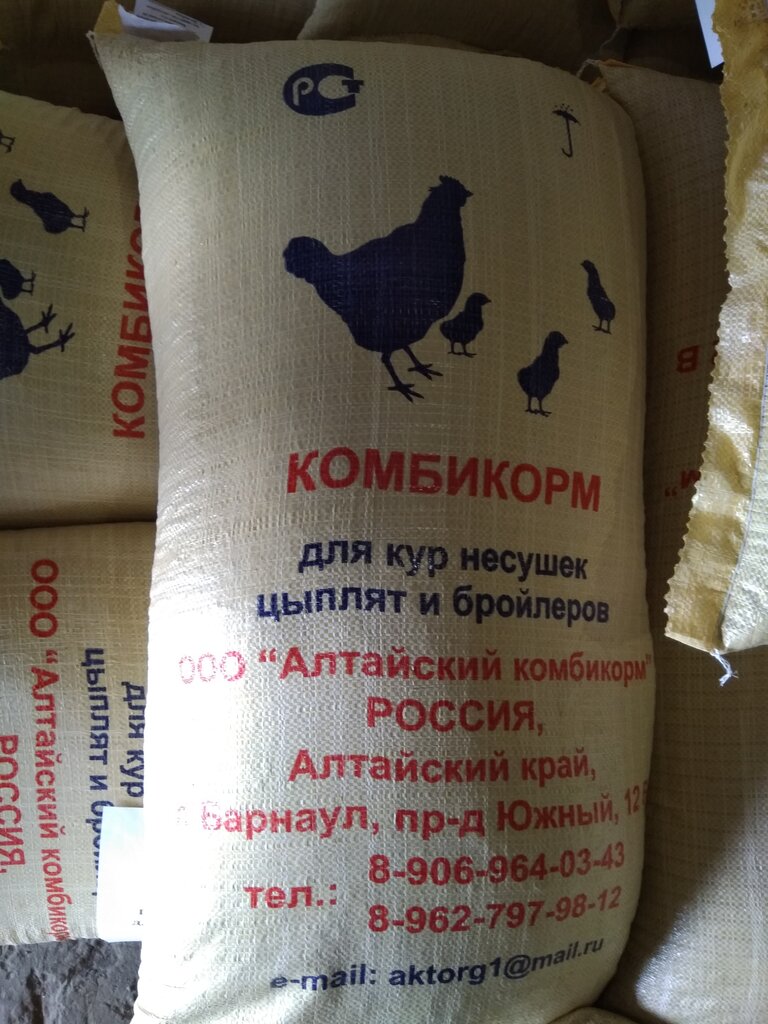 РСТ
КОМБИКОРМ
для кур несушек
цыплят и бройлеров
ООО "Алтайский комбикорм"
РОССИЯ,
Алтайский край,
г. Барнаул, пр-д Южный, 12
тел.: 8-906-964-03-43
8-962-797-98-12
e-mail: aktorg1@mail.ru
ООО "Алтайский комбикор
РОССИЯ,
для кур
цыплят и